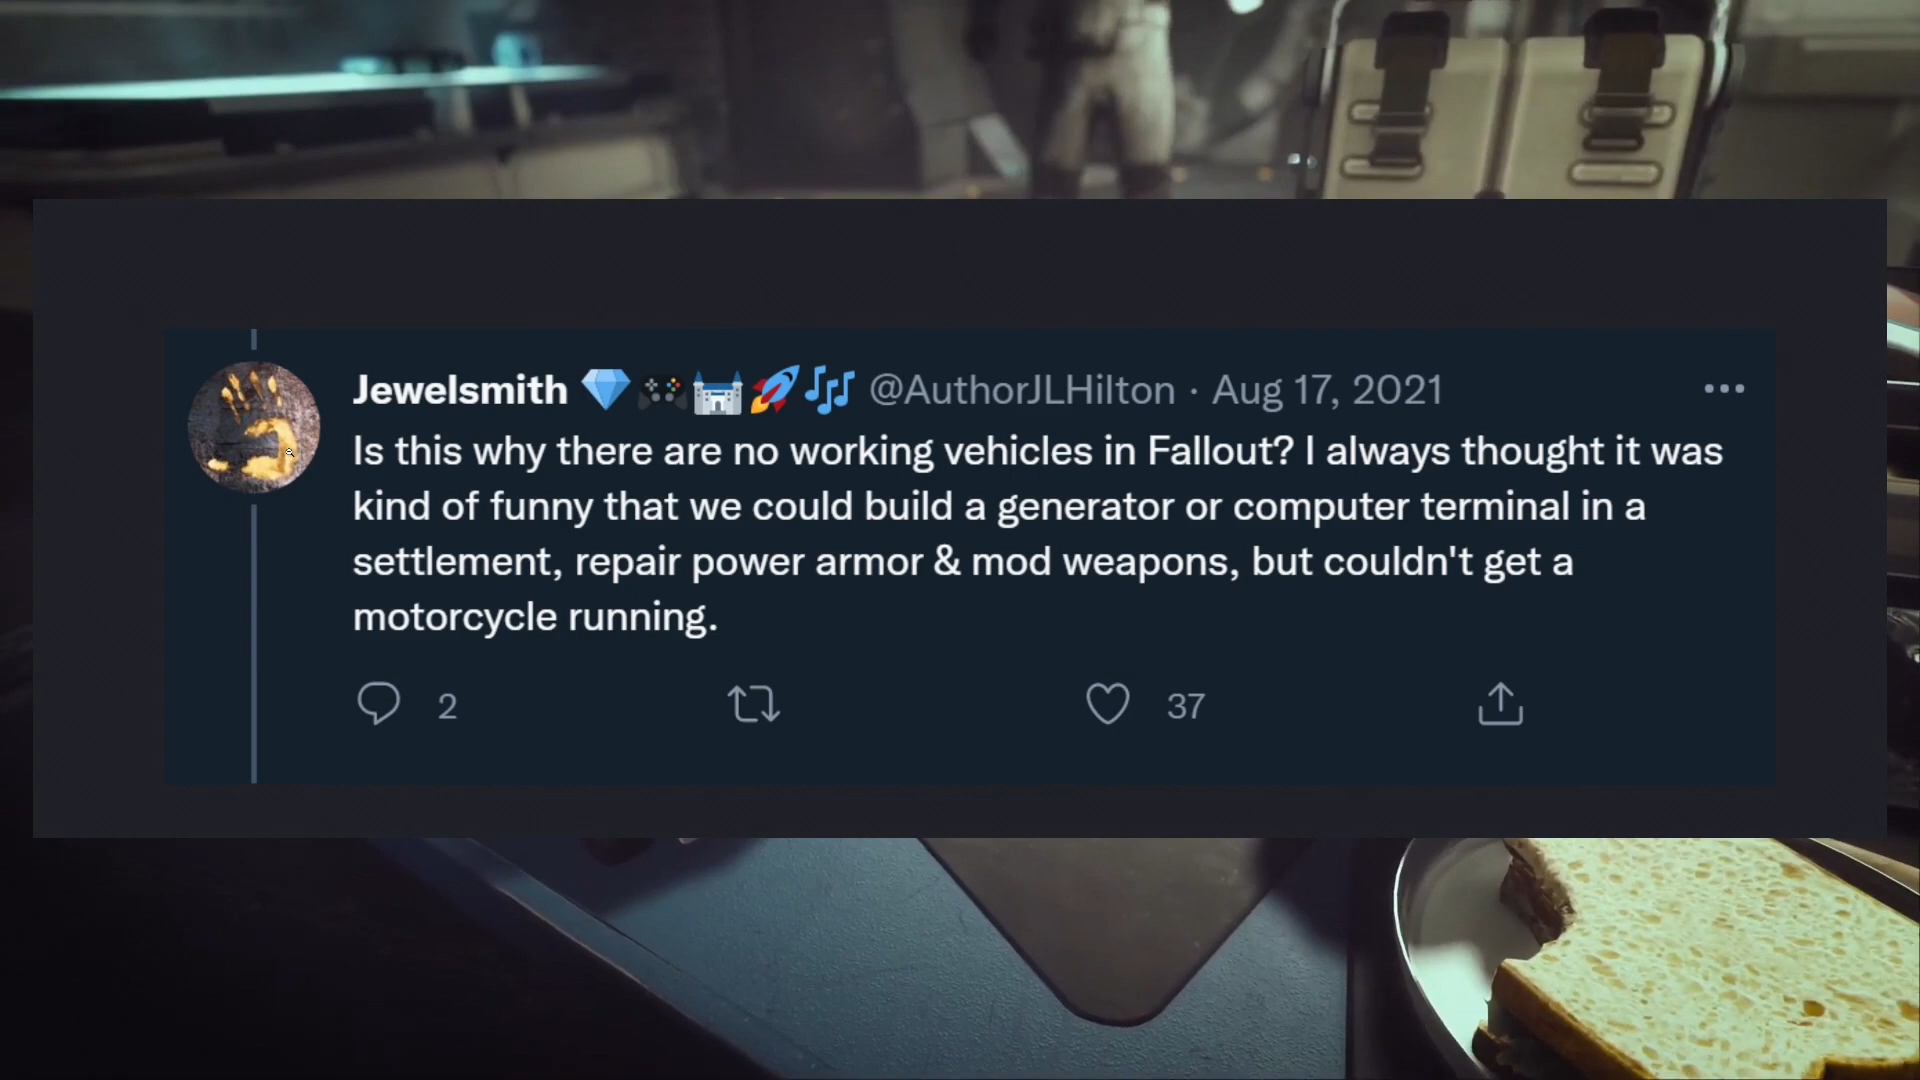 Jewelsmith 💎🎮🏰🚀🎶 @AuthorJLHilton · Aug 17, 2021
Is this why there are no working vehicles in Fallout? I always thought it was
kind of funny that we could build a generator or computer terminal in a
settlement, repair power armor & mod weapons, but couldn't get a
motorcycle running.
2 37